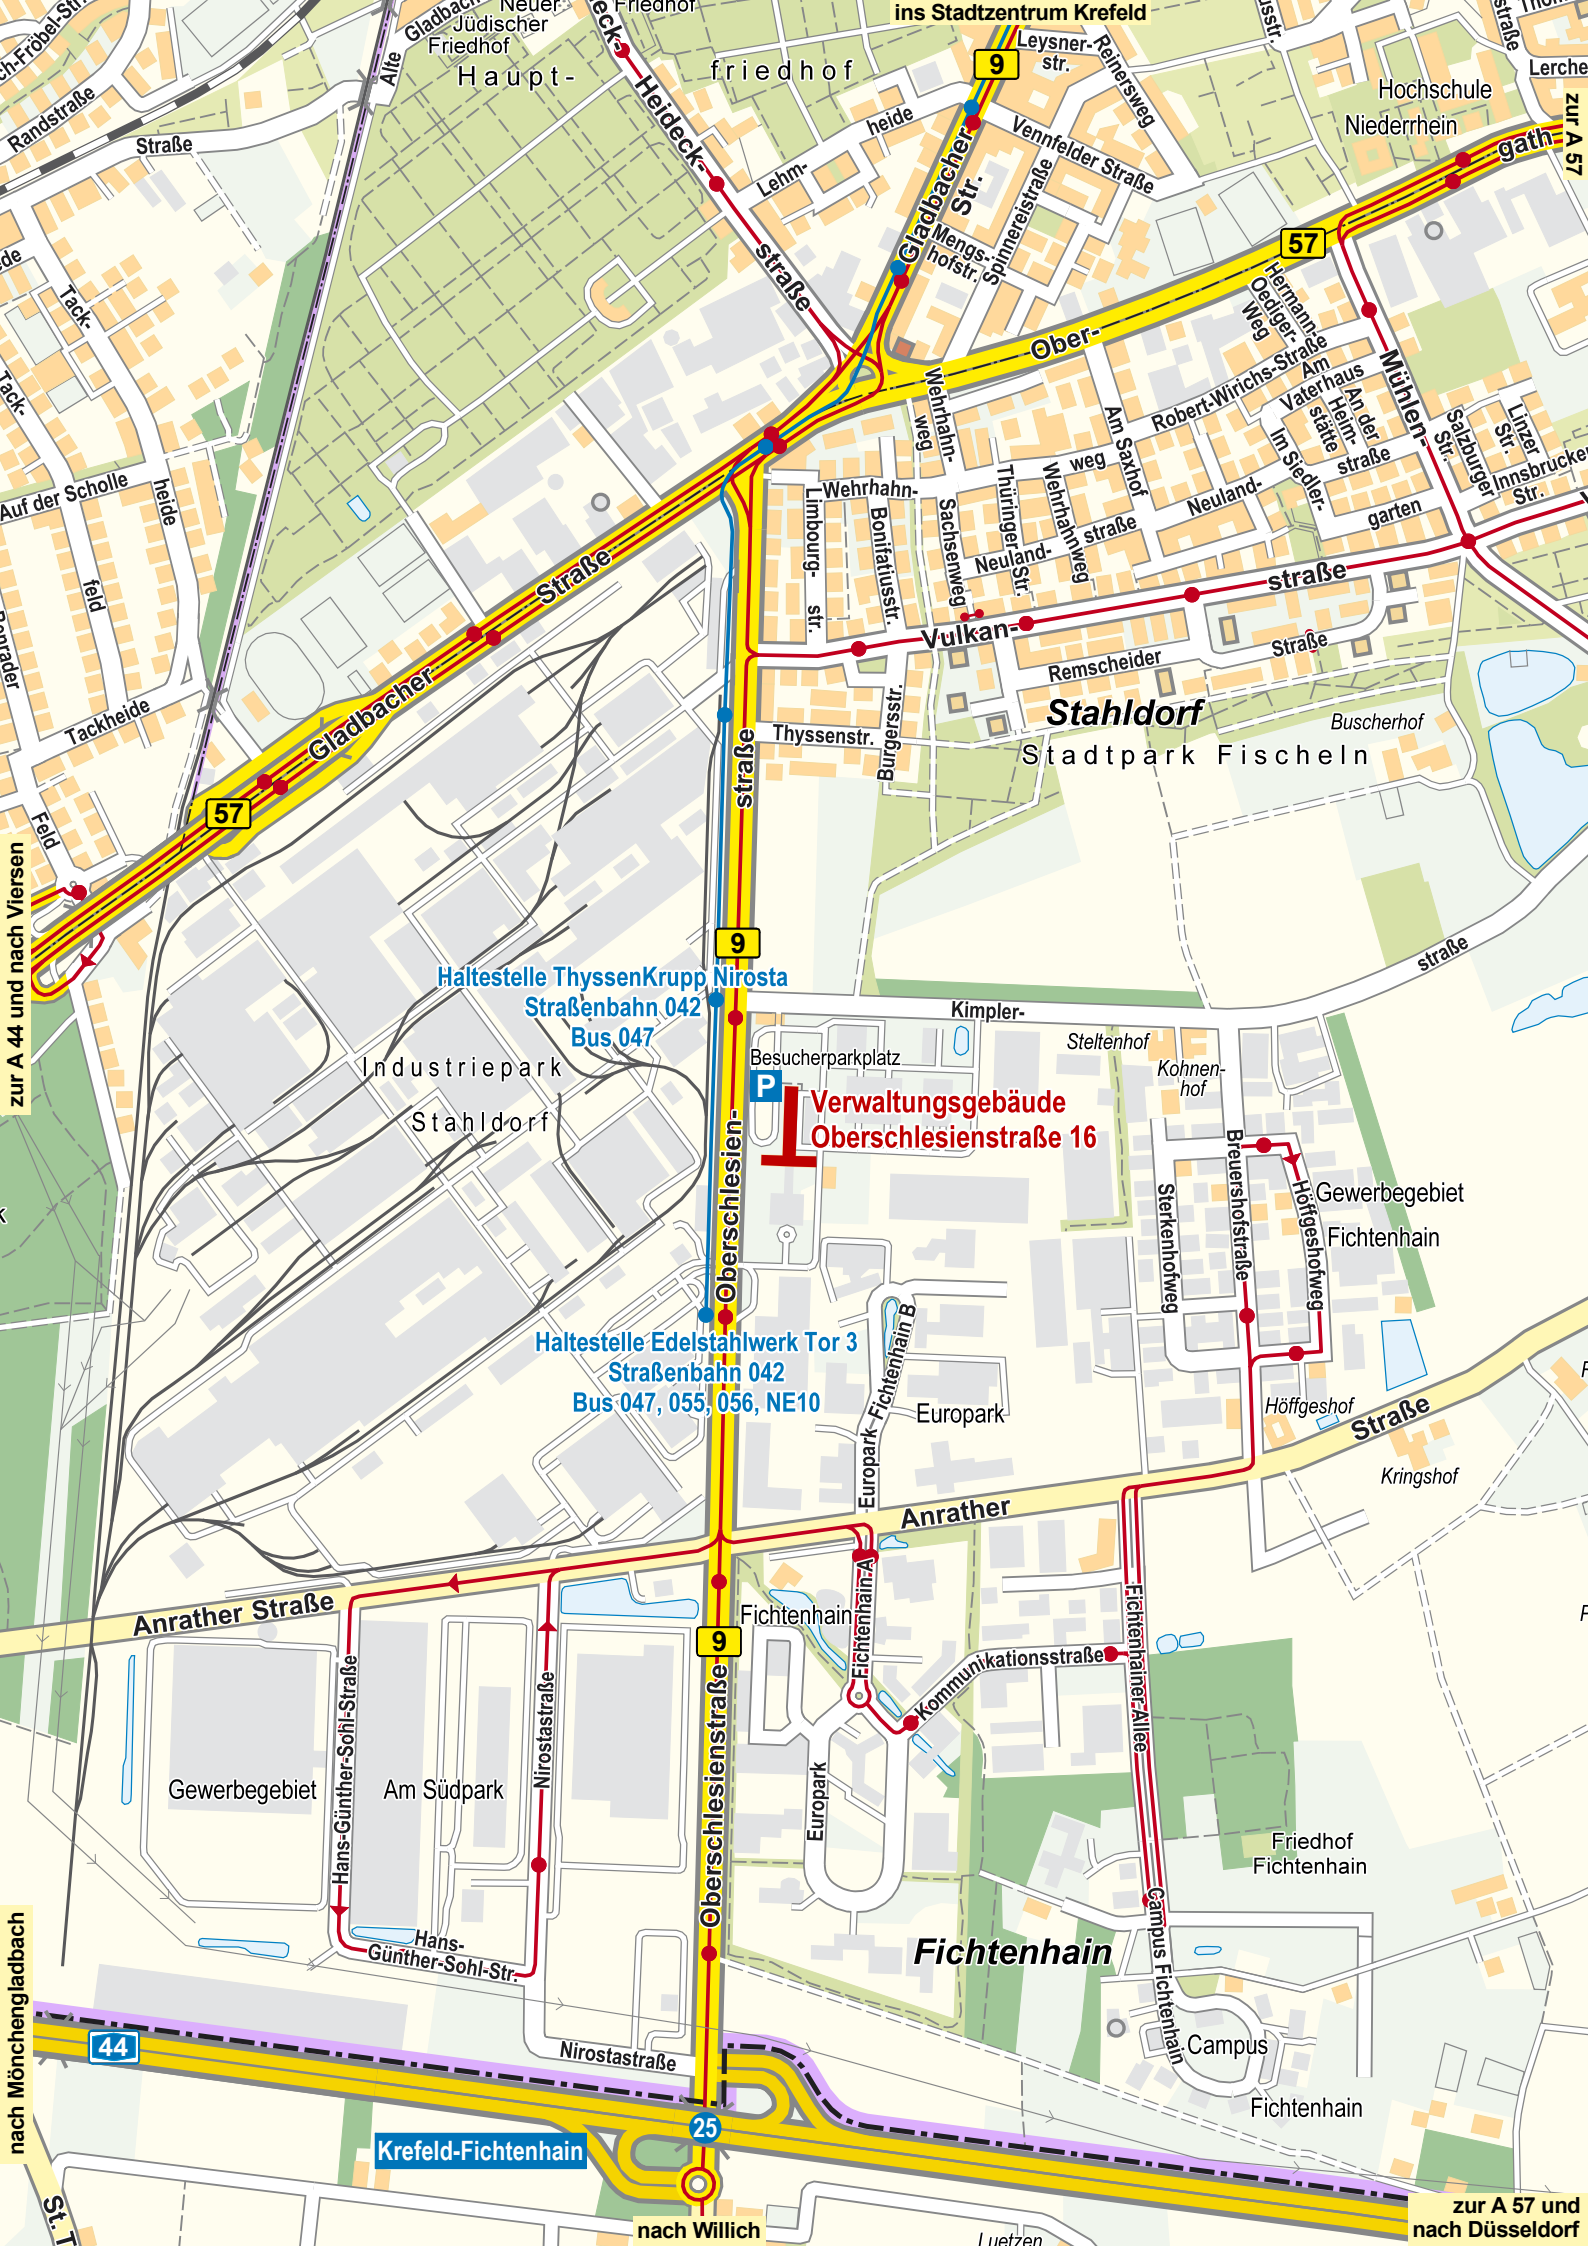 ins Stadtzentrum Krefeld
Neuer
Jüdischer
Friedhof
Friedhof
Haupt-
friedhof
Alte
Gladbach
Heideck-
straße
Randstraße
Straße
Leysner-
str.
Reinersweg
9
heide
Lehm-
Vennfelder Straße
Spinnereistraße
Gladbacher
Str.
Mengs-
hofstr.
Hochschule
Niederrhein
Lerche
gath
zur A 57
57
Ober-
Hermann-
Oediger-
Weg
Robert-Wirichs-Straße
Am
Vaterhaus
An der
Heim-
stätte
straße
Mühlen-
Str.
Salzburger
Linzer
Str.
Innsbrucker
Str.
Im Siedler-
garten
Am Saxhof
Neuland-
straße
Wehrhahn-
weg
Wehrhahn-
weg
Thüringer
Str.
Wehrhahnweg
Neuland-
Sachsenweg
Bonifatiusstr.
Limbourg-
str.
Tack-
heide
Tack-
feld
Auf der Scholle
Tackheide
Feld
Gladbacher
Straße
57
Vulkan-
straße
Remscheider
Straße
Stahldorf
Stadtpark Fischeln
Buscherhof
Thyssenstr.
Burgersstr.
straße
9
zur A 44 und nach Viersen
Haltestelle ThyssenKrupp Nirosta
Straßenbahn 042
Bus 047
Industriepark
Stahldorf
Kimpler-
straße
Steltenhof
Kohnen-
hof
Besucherparkplatz
P
Verwaltungsgebäude
Oberschlesienstraße 16
Oberschlesien-
Breuershofstraße
Sterkenhofweg
Höffgeshofweg
Gewerbegebiet
Fichtenhain
Haltestelle Edelstahlwerk Tor 3
Straßenbahn 042
Bus 047, 055, 056, NE10
Europark-Fichtenhain B
Europark
Höffgeshof
Straße
Kringshof
Anrather
Anrather Straße
Fichtenhain
9
Fichtenhain A
Kommunikationsstraße
Fichtenhainer Allee
Europark
Hans-Günther-Sohl-Straße
Nirostastraße
Gewerbegebiet
Am Südpark
Oberschlesienstraße
Friedhof
Fichtenhain
Campus Fichtenhain
Fichtenhain
Hans-
Günther-Sohl-Str.
nach Mönchengladbach
44
Nirostastraße
Campus
Fichtenhain
25
Krefeld-Fichtenhain
St. T
nach Willich
Luetzen
zur A 57 und
nach Düsseldorf